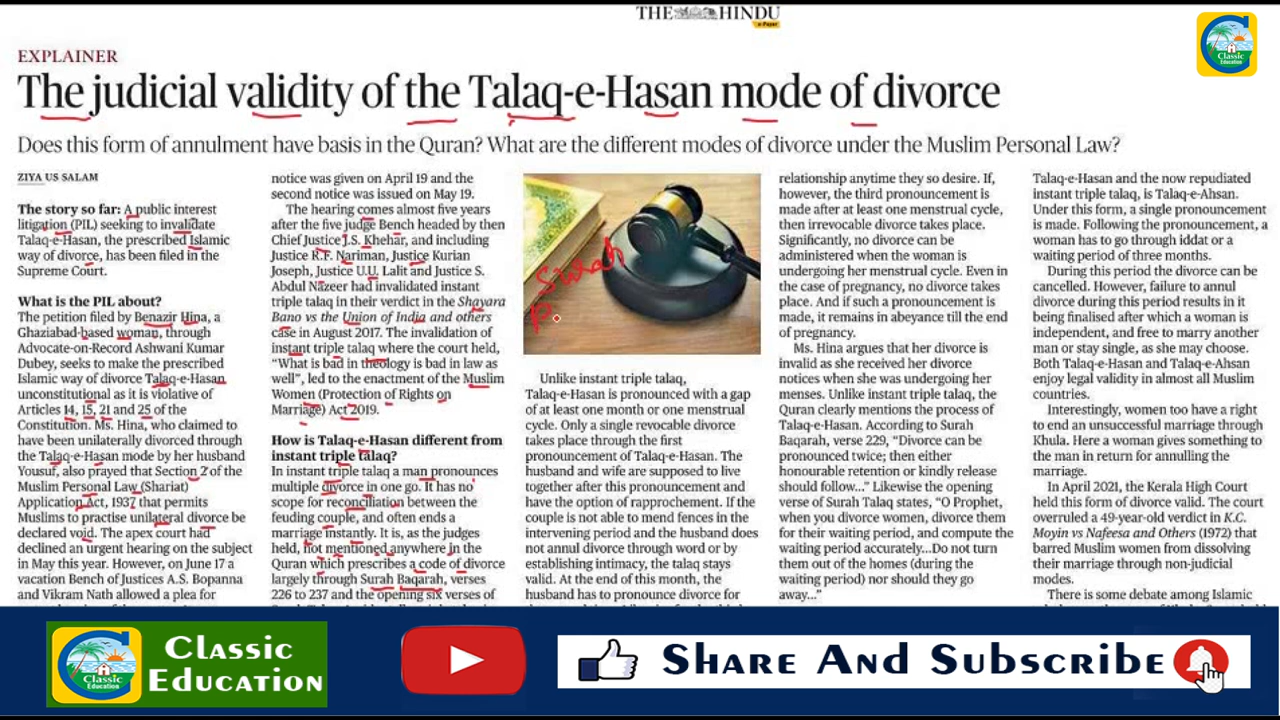 THE HINDU
e-Paper
Classic
Education
EXPLAINER
The judicial validity of the Talaq-e-Hasan mode of divorce
Does this form of annulment have basis in the Quran? What are the different modes of divorce under the Muslim Personal Law?
ZIYA US SALAM
The story so far: A public interest
litigation (PIL) seeking to invalidate
Talaq-e-Hasan, the prescribed Islamic
way of divorce, has been filed in the
Supreme Court.
What is the PIL about?
The petition filed by Benazir Hina, a
Ghaziabad-based woman, through
Advocate-on-Record Ashwani Kumar
Dubey, seeks to make the prescribed
Islamic way of divorce Talaq-e-Hasan
unconstitutional as it is violative of
Articles 14, 15, 21 and 25 of the
Constitution. Ms. Hina, who claimed to
have been unilaterally divorced through
the Talaq-e-Hasan mode by her husband
Yousuf, also prayed that Section 2 of the
Muslim Personal Law (Shariat)
Application Act, 1937 that permits
Muslims to practise unilateral divorce be
declared void. The apex court had
declined an urgent hearing on the subject
in May this year. However, on June 17 a
vacation Bench of Justices A.S. Bopanna
and Vikram Nath allowed a plea for
notice was given on April 19 and the
second notice was issued on May 19.
The hearing comes almost five years
after the five judge Bench headed by then
Chief Justice J.S. Khehar, and including
Justice R.F. Nariman, Justice Kurian
Joseph, Justice U.U. Lalit and Justice S.
Abdul Nazeer had invalidated instant
triple talaq in their verdict in the Shayara
Bano vs the Union of India and others
case in August 2017. The invalidation of
instant triple talaq where the court held,
“What is bad in theology is bad in law as
well”, led to the enactment of the Muslim
Women (Protection of Rights on
Marriage) Act 2019.
How is Talaq-e-Hasan different from
instant triple talaq?
In instant triple talaq a man pronounces
multiple divorce in one go. It has no
scope for reconciliation between the
feuding couple, and often ends a
marriage instantly. It is, as the judges
held, not mentioned anywhere in the
Quran which prescribes a code of divorce
largely through Surah Baqarah, verses
226 to 237 and the opening six verses of
Surah
Unlike instant triple talaq,
Talaq-e-Hasan is pronounced with a gap
of at least one month or one menstrual
cycle. Only a single revocable divorce
takes place through the first
pronouncement of Talaq-e-Hasan. The
husband and wife are supposed to live
together after this pronouncement and
have the option of rapprochement. If the
couple is not able to mend fences in the
intervening period and the husband does
not annul divorce through word or by
establishing intimacy, the talaq stays
valid. At the end of this month, the
husband has to pronounce divorce for
relationship anytime they so desire. If,
however, the third pronouncement is
made after at least one menstrual cycle,
then irrevocable divorce takes place.
Significantly, no divorce can be
administered when the woman is
undergoing her menstrual cycle. Even in
the case of pregnancy, no divorce takes
place. And if such a pronouncement is
made, it remains in abeyance till the end
of pregnancy.
Ms. Hina argues that her divorce is
invalid as she received her divorce
notices when she was undergoing her
menses. Unlike instant triple talaq, the
Quran clearly mentions the process of
Talaq-e-Hasan. According to Surah
Baqarah, verse 229, “Divorce can be
pronounced twice; then either
honourable retention or kindly release
should follow...” Likewise the opening
verse of Surah Talaq states, “O Prophet,
when you divorce women, divorce them
for their waiting period, and compute the
waiting period accurately...Do not turn
them out of the homes (during the
waiting period) nor should they go
away...”
Talaq-e-Hasan and the now repudiated
instant triple talaq, is Talaq-e-Ahsan.
Under this form, a single pronouncement
is made. Following the pronouncement, a
woman has to go through iddat or a
waiting period of three months.
During this period the divorce can be
cancelled. However, failure to annul
divorce during this period results in it
being finalised after which a woman is
independent, and free to marry another
man or stay single, as she may choose.
Both Talaq-e-Hasan and Talaq-e-Ahsan
enjoy legal validity in almost all Muslim
countries.
Interestingly, women too have a right
to end an unsuccessful marriage through
Khula. Here a woman gives something to
the man in return for annulling the
marriage.
In April 2021, the Kerala High Court
held this form of divorce valid. The court
overruled a 49-year-old verdict in K.C.
Moyin vs Nafeesa and Others (1972) that
barred Muslim women from dissolving
their marriage through non-judicial
modes.
There is some debate among Islamic
Classic
Education
Classic
Education
Share And Subscribe